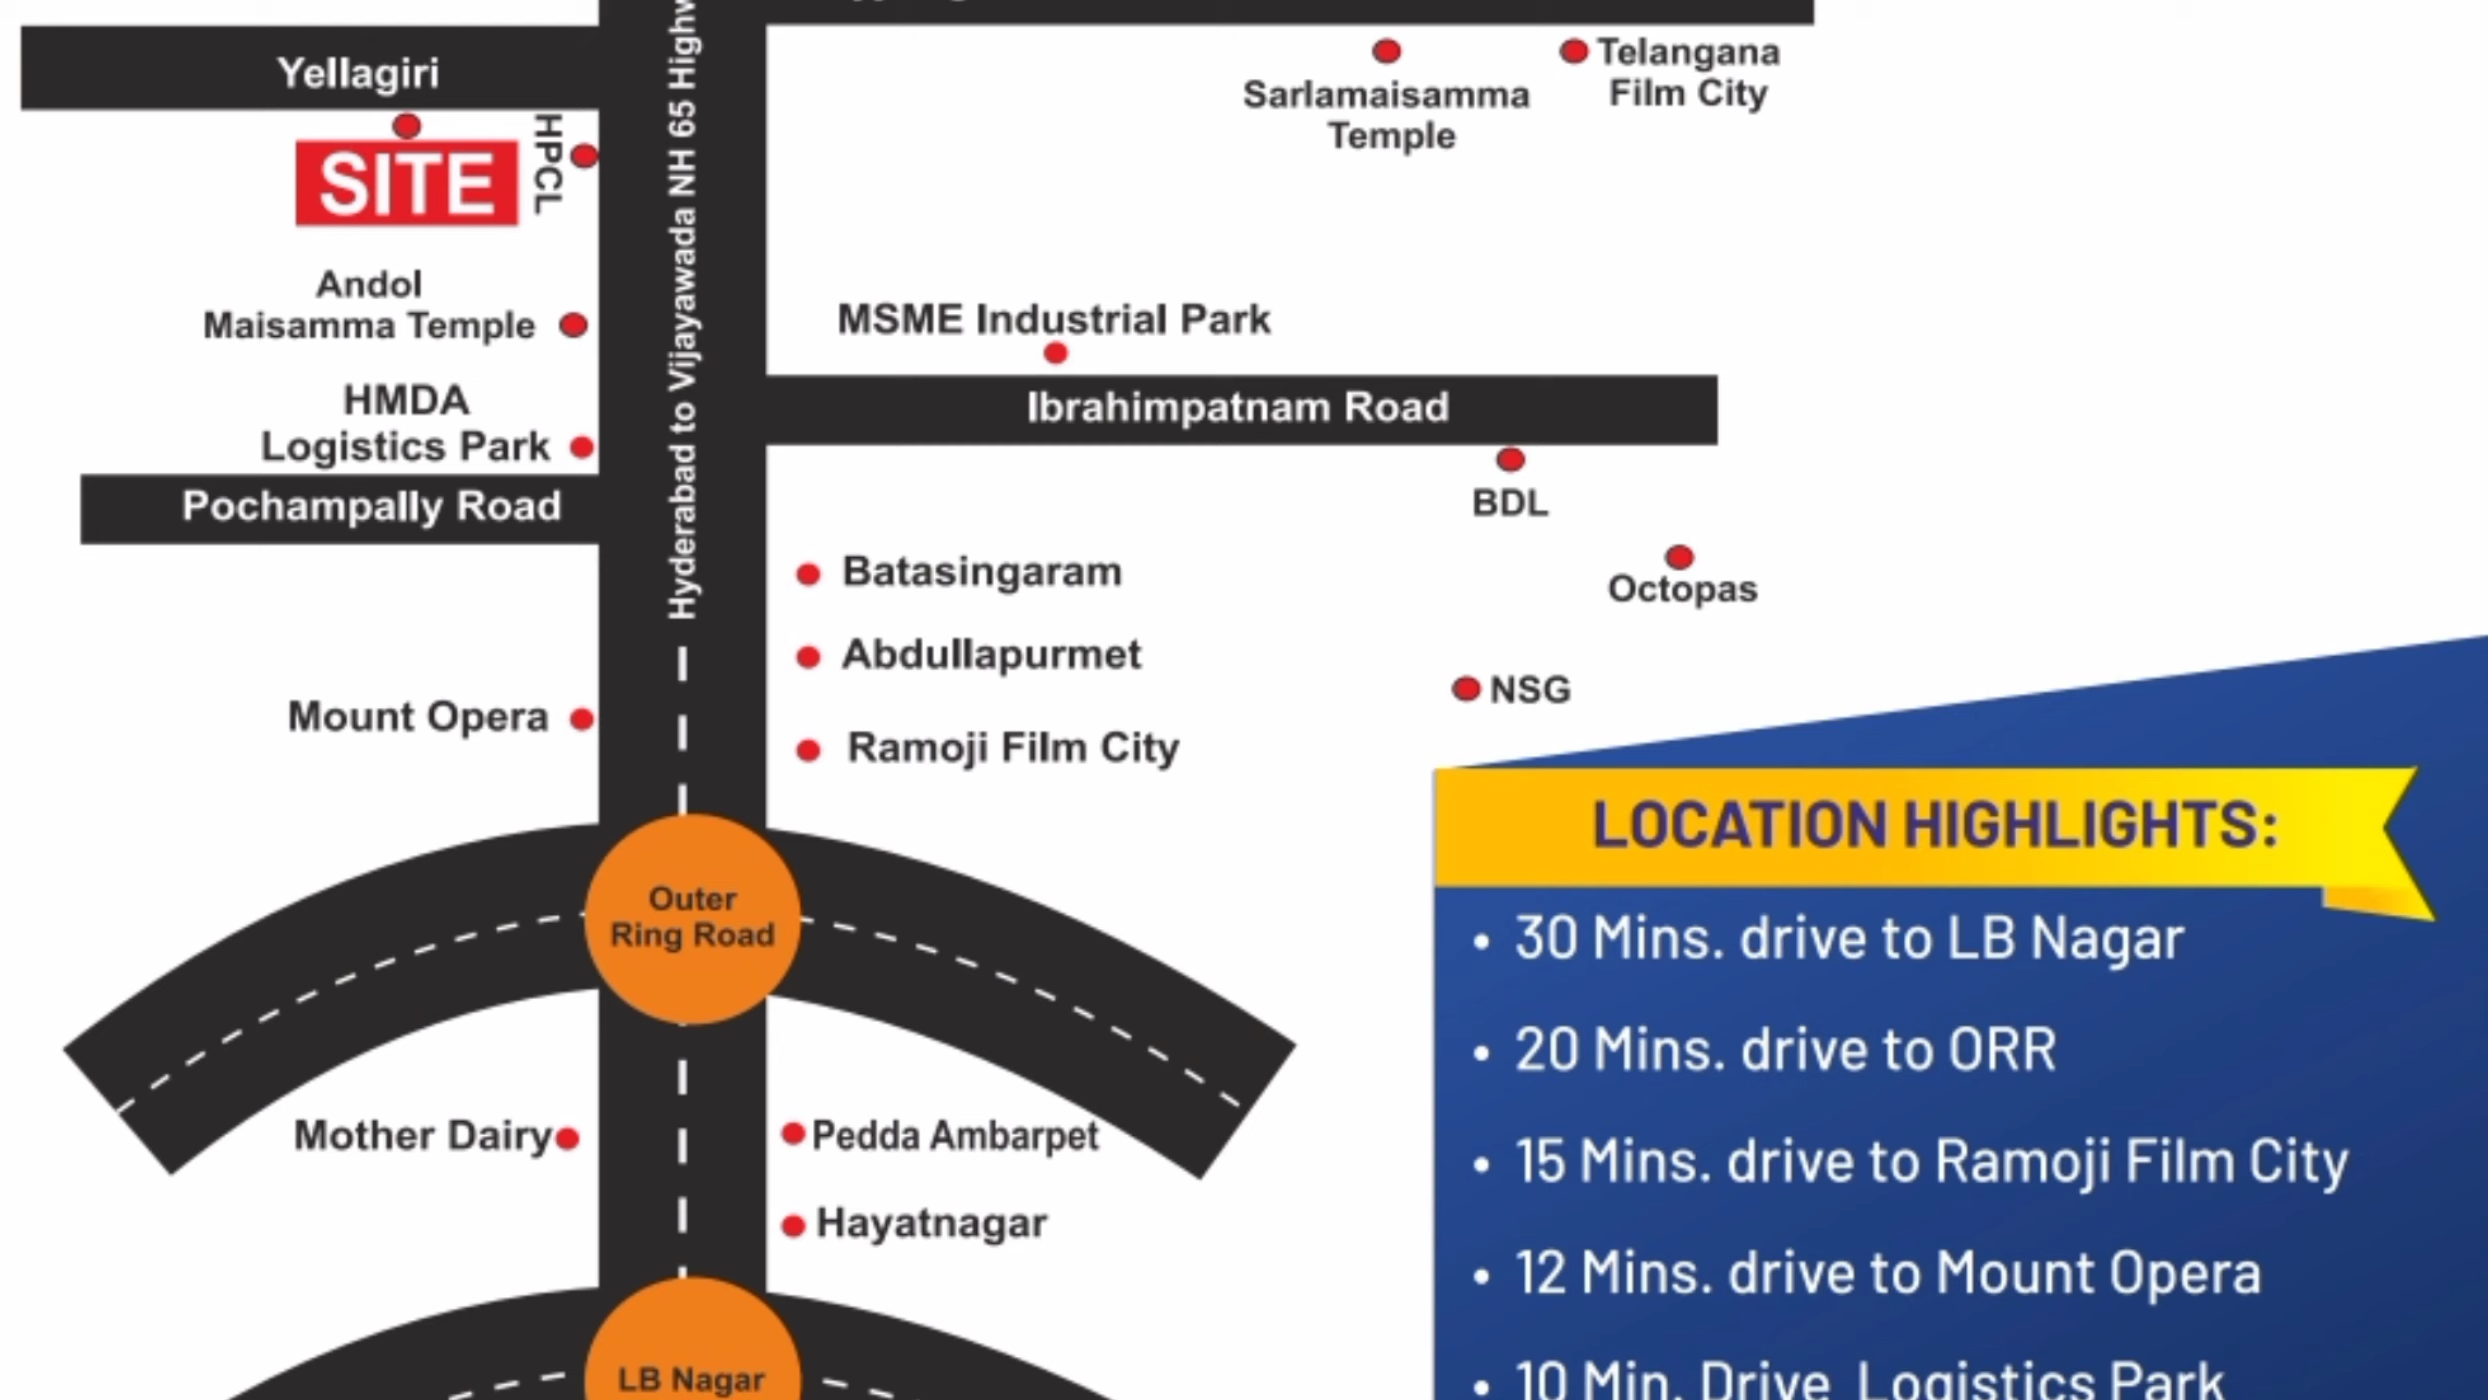 Yellagiri
SITE
HPCL
Hyderabad to Vijayawada NH 65
Sarlamaisamma
Temple
Telangana
Film City
Andol
Maisamma Temple
MSME Industrial Park
HMDA
Logistics Park
Ibrahimpatnam Road
Pochampally Road
BDL
Octopas
Batasingaram
Abdullapurmet
NSG
Mount Opera
Ramoji Film City
Outer
Ring Road
Mother Dairy
Pedda Ambarpet
Hayatnagar
LB Nagar
LOCATION HIGHLIGHTS:
• 30 Mins. drive to LB Nagar
• 20 Mins. drive to ORR
• 15 Mins. drive to Ramoji Film City
• 12 Mins. drive to Mount Opera
• 10 Min. Drive Logistics Park